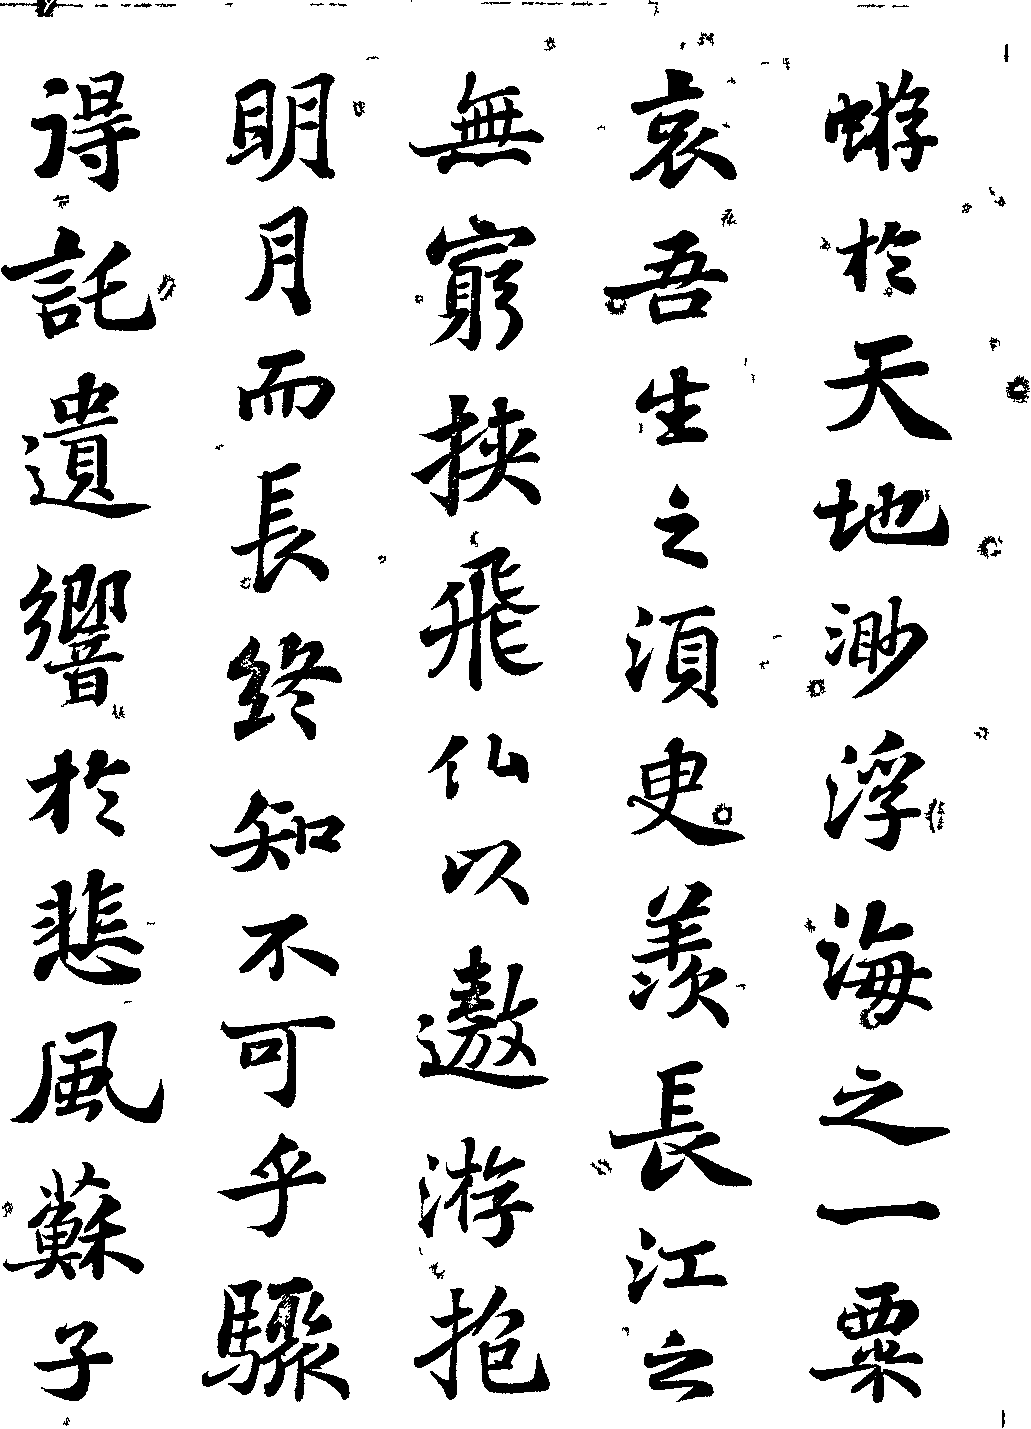 蝣於天地渺浮海之一粟
哀吾生之須臾羨長江之
無窮挾飛仙以遨游抱
明月而長終知不可乎驟
得託遺響於悲風蘇子